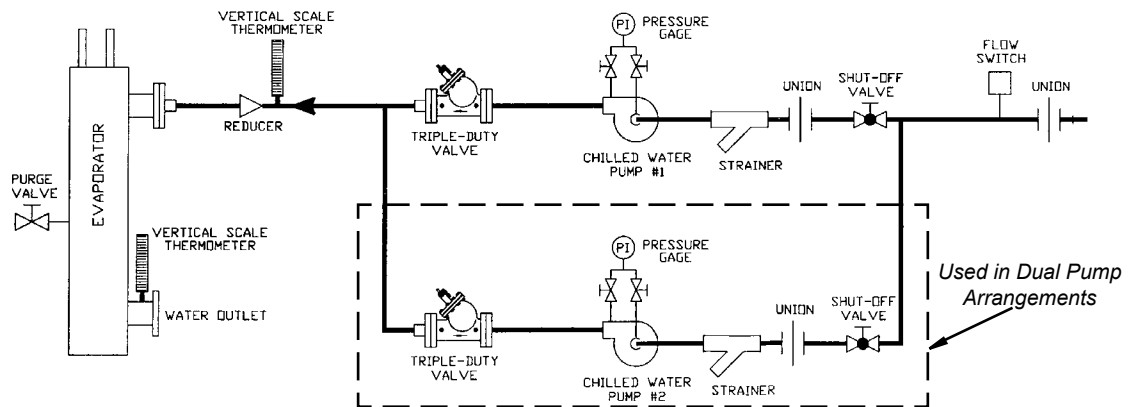 VERTICAL SCALE
THERMOMETER
PI
PRESSURE
GAGE
FLOW
SWITCH
UNION
SHUT-OFF
VALVE
UNION
REDUCER
TRIPLE-DUTY
VALVE
CHILLED WATER
PUMP #1
STRAINER
PURGE
VALVE
EVAPORATOR
VERTICAL SCALE
THERMOMETER
WATER OUTLET
PI
PRESSURE
GAGE
UNION
SHUT-OFF
VALVE
TRIPLE-DUTY
VALVE
CHILLED WATER
PUMP #2
STRAINER
Used in Dual Pump
Arrangements